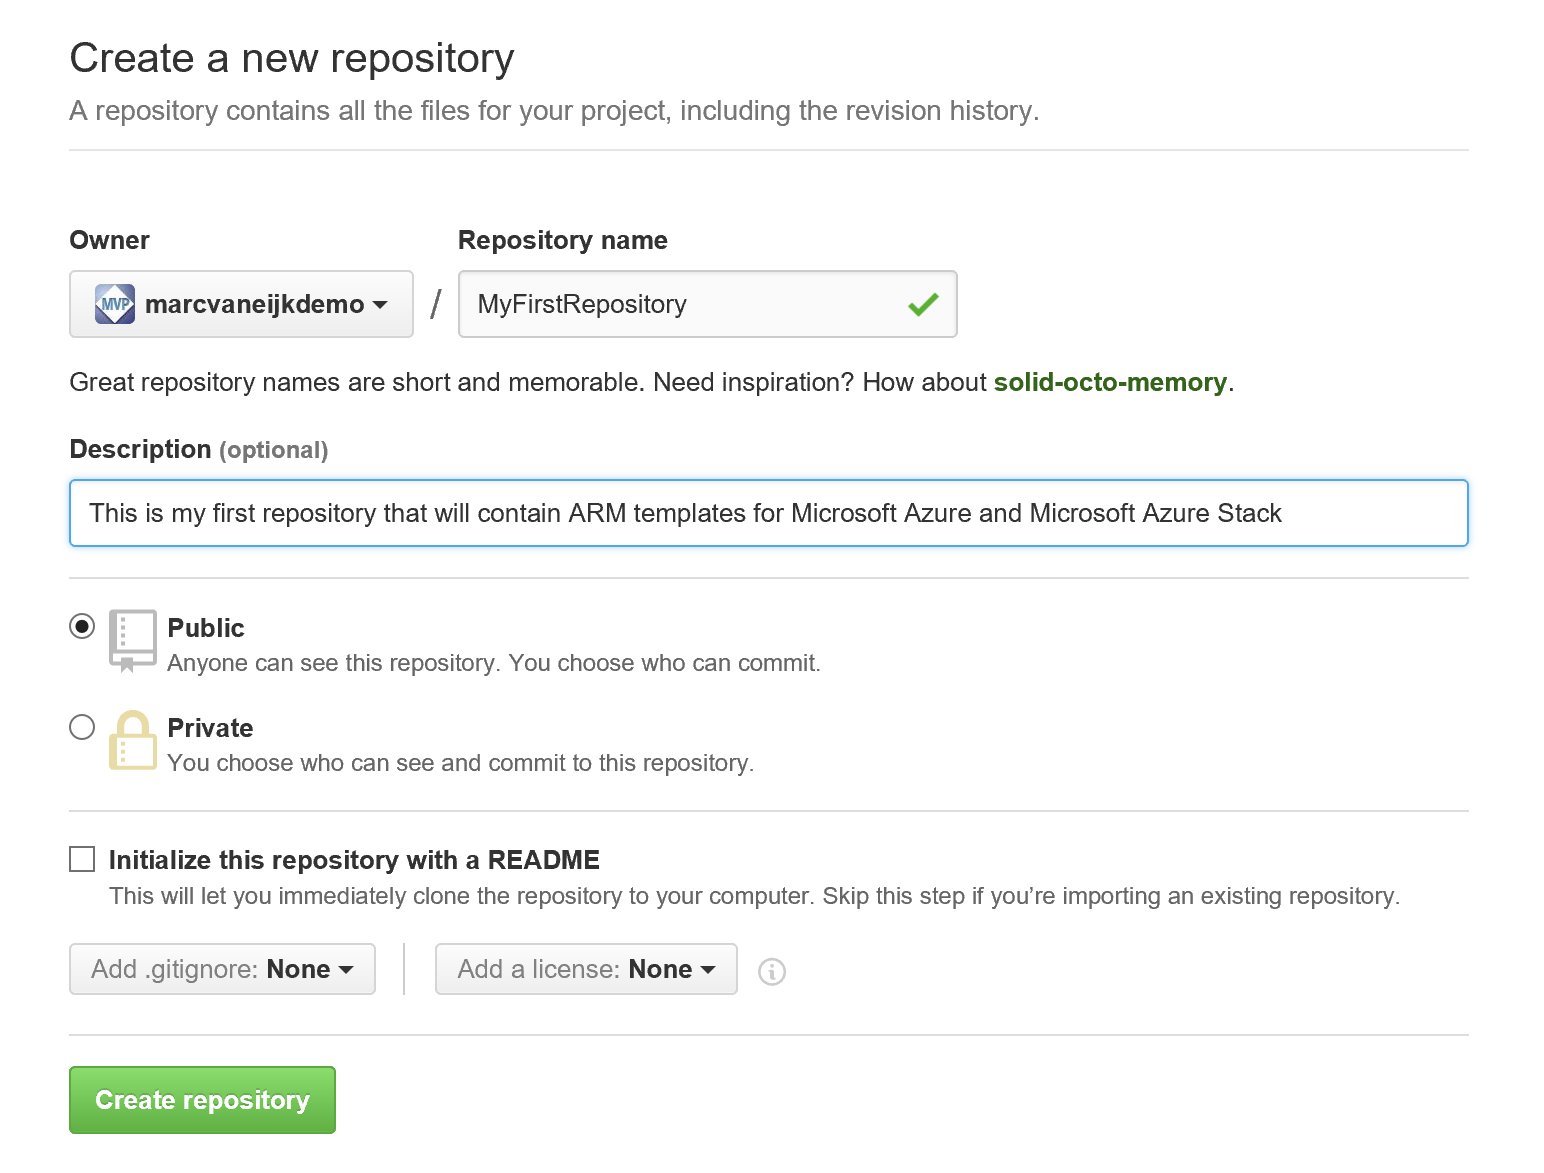 Create a new repository
A repository contains all the files for your project, including the revision history.
Owner
Repository name
MVP marcvaneijkdemo / MyFirstRepository
Great repository names are short and memorable. Need inspiration? How about solid-octo-memory.
Description (optional)
This is my first repository that will contain ARM templates for Microsoft Azure and Microsoft Azure Stack
Public
Anyone can see this repository. You choose who can commit.
Private
You choose who can see and commit to this repository.
Initialize this repository with a README
This will let you immediately clone the repository to your computer. Skip this step if you’re importing an existing repository.
Add .gitignore: None
Add a license: None
Create repository